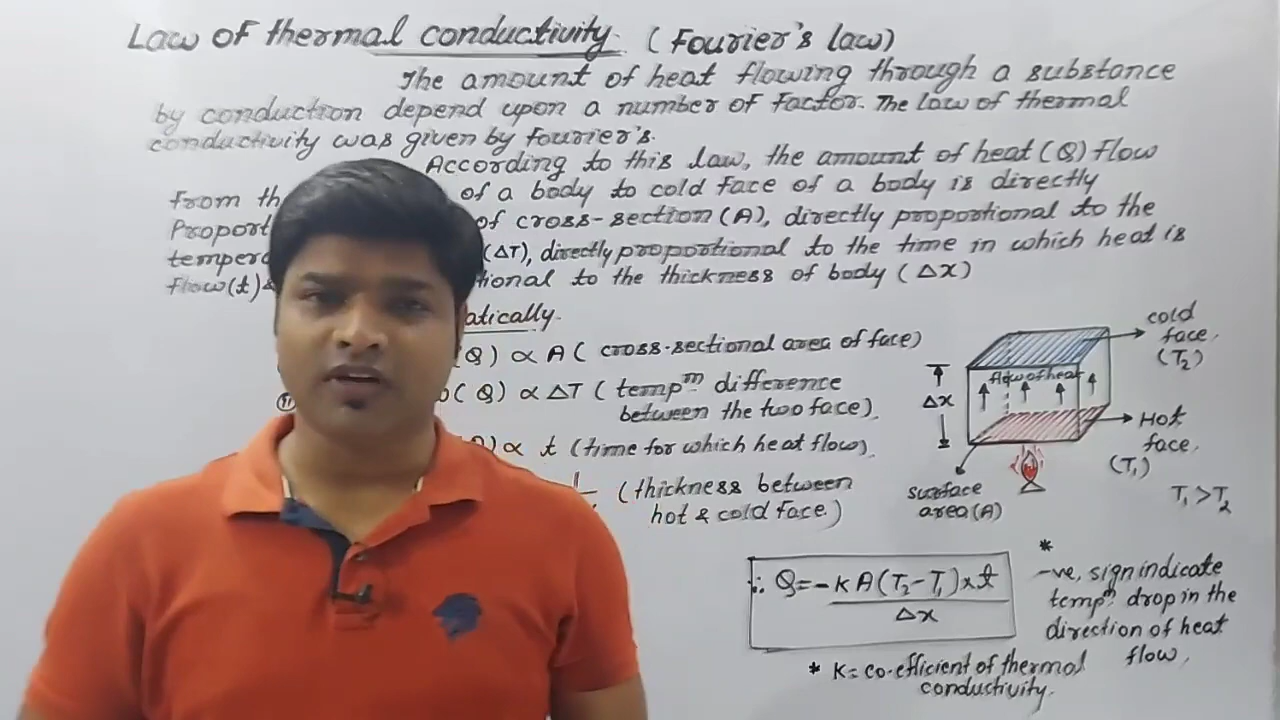 Law of thermal conductivity. (Fourier's law)
The amount of heat flowing through a substance
by conduction depend upon a number of factor. The law of thermal
conductivity was given by Fourier's.
According to this law, the amount of heat (Q) flow
from th of a body to cold face of a body is directly
Proport of cross-section (A), directly proportional to the
tempera (ΔT), directly proportional to the time in which heat is
flow(t) tional to the thickness of body (Δx)
atically.
(Q) ∝ A ( cross-sectional area of face)
(Q) ∝ ΔT ( tempⁿ difference
between the two face).
∝ t (time for which heat flow).
(thickness between
hot & cold face)
cold
face.
(T₂)
flow of heat
Δx
Hot
face.
(T₁)
surface
area (A)
T₁ > T₂
∴ Q = -KA(T₂-T₁)×t
Δx
*
-ve, sign indicate
tempⁿ drop in the
direction of heat
flow.
* K = co-efficient of thermal
conductivity.